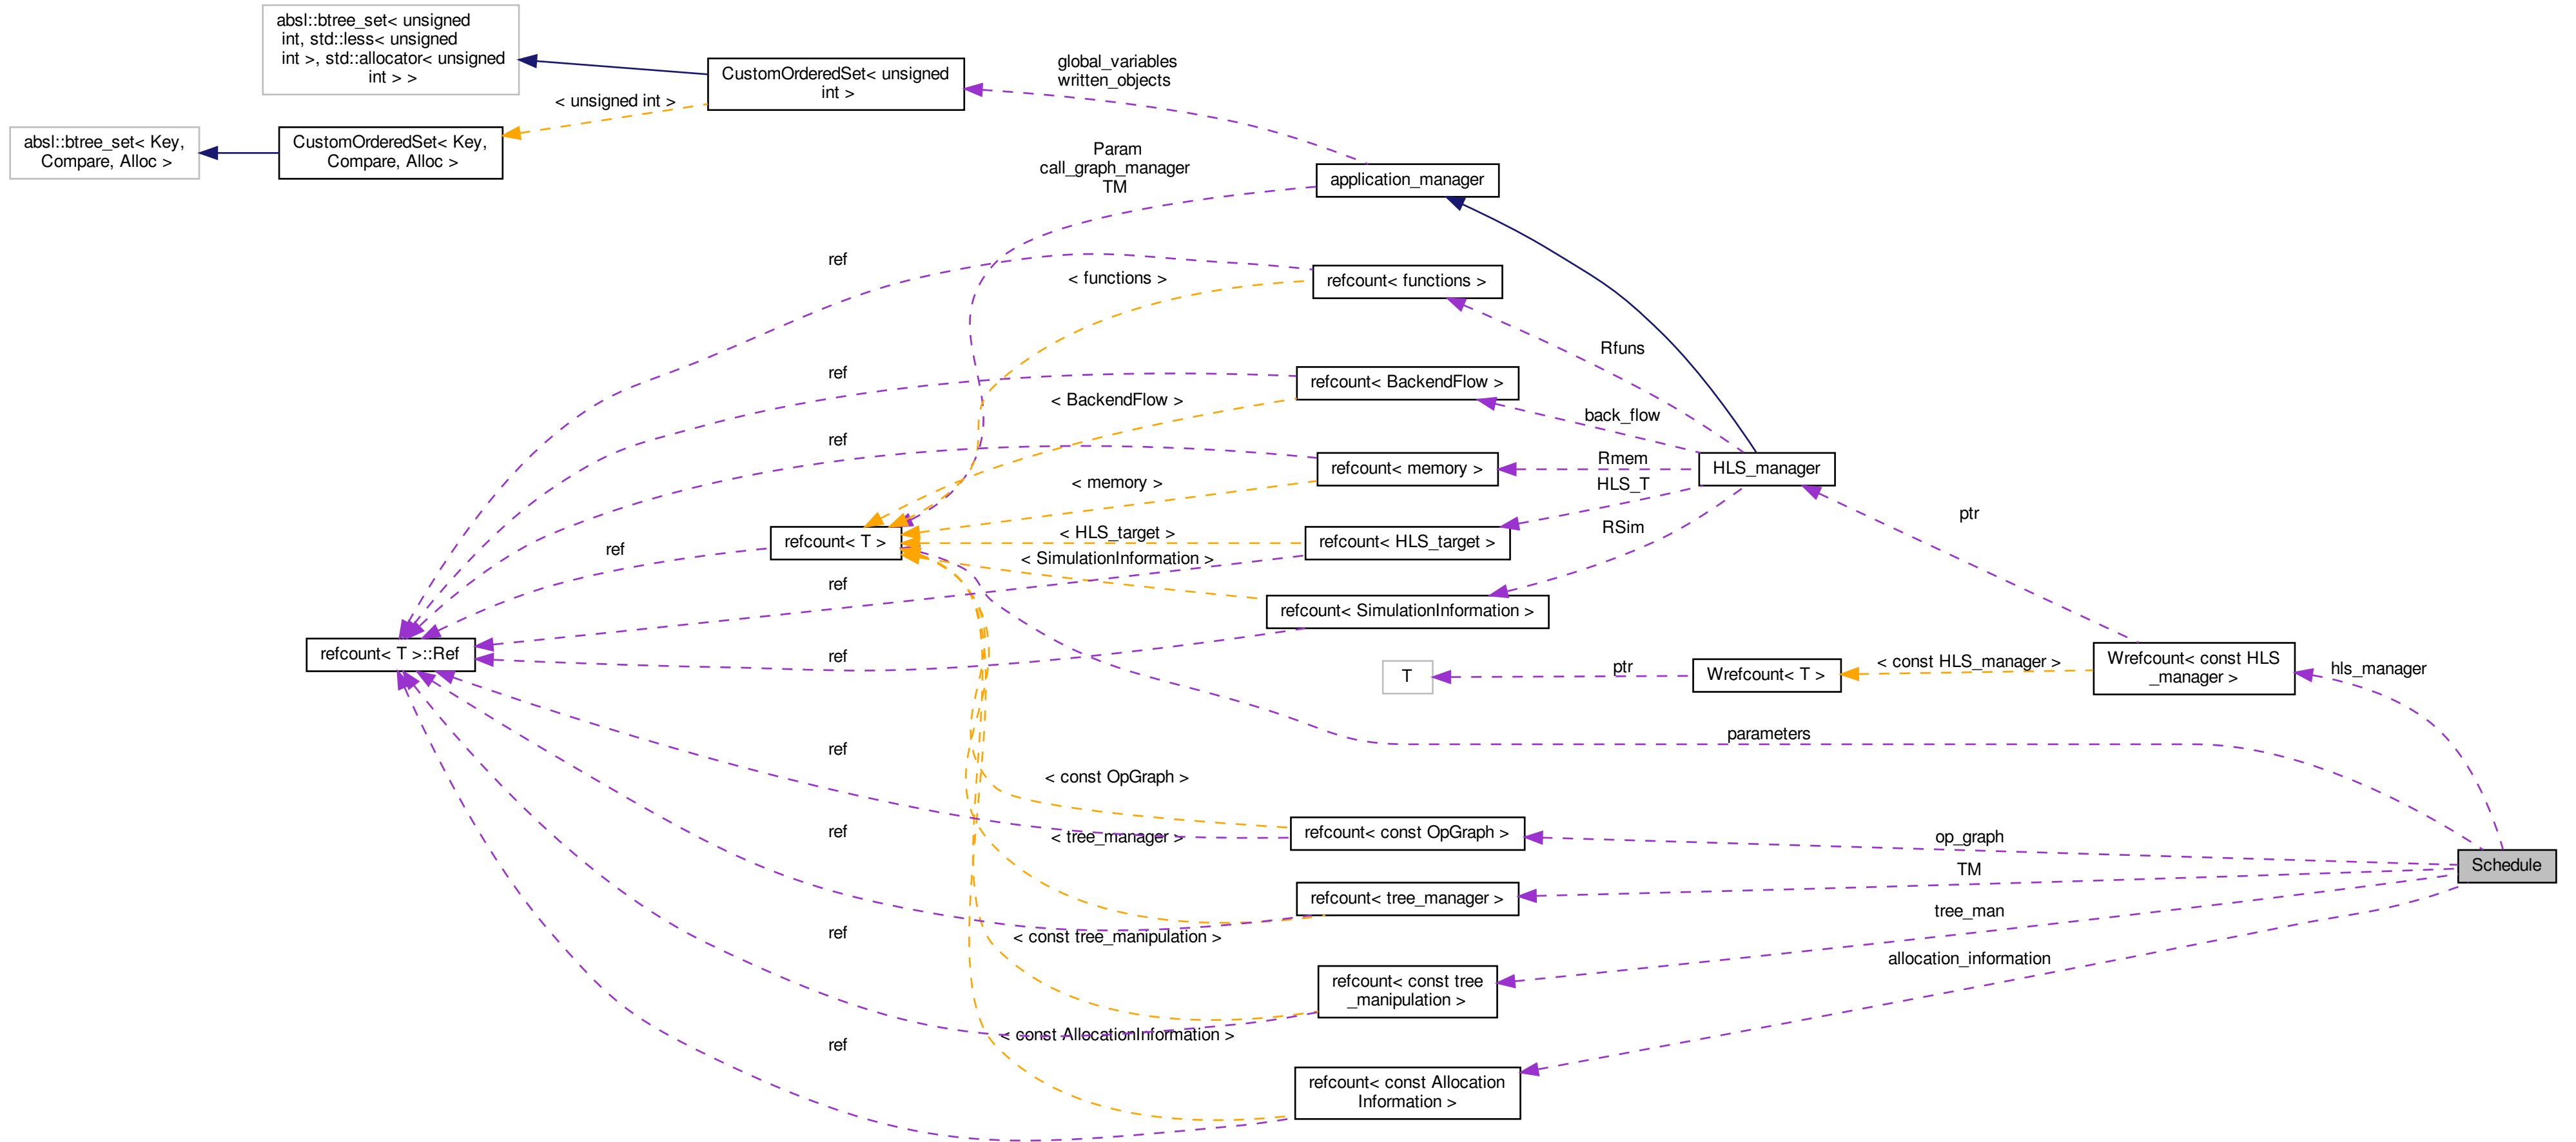 absl::btree_set< unsigned
int, std::less< unsigned
int >, std::allocator< unsigned
int > >
CustomOrderedSet< unsigned
int >
global_variables
written_objects
< unsigned int >
absl::btree_set< Key,
Compare, Alloc >
CustomOrderedSet< Key,
Compare, Alloc >
Param
call_graph_manager
TM
application_manager
ref
< functions >
refcount< functions >
Rfuns
ref
< BackendFlow >
refcount< BackendFlow >
back_flow
ref
< memory >
refcount< memory >
Rmem
HLS_manager
HLS_T
RSim
ptr
refcount< T >
ref
< HLS_target >
refcount< HLS_target >
< SimulationInformation >
ref
refcount< SimulationInformation >
refcount< T >::Ref
ref
T
ptr
Wrefcount< T >
< const HLS_manager >
Wrefcount< const HLS
_manager >
hls_manager
parameters
ref
< const OpGraph >
refcount< const OpGraph >
op_graph
ref
< tree_manager >
Schedule
TM
refcount< tree_manager >
tree_man
ref
< const tree_manipulation >
refcount< const tree
_manipulation >
allocation_information
ref
< const AllocationInformation >
refcount< const Allocation
Information >